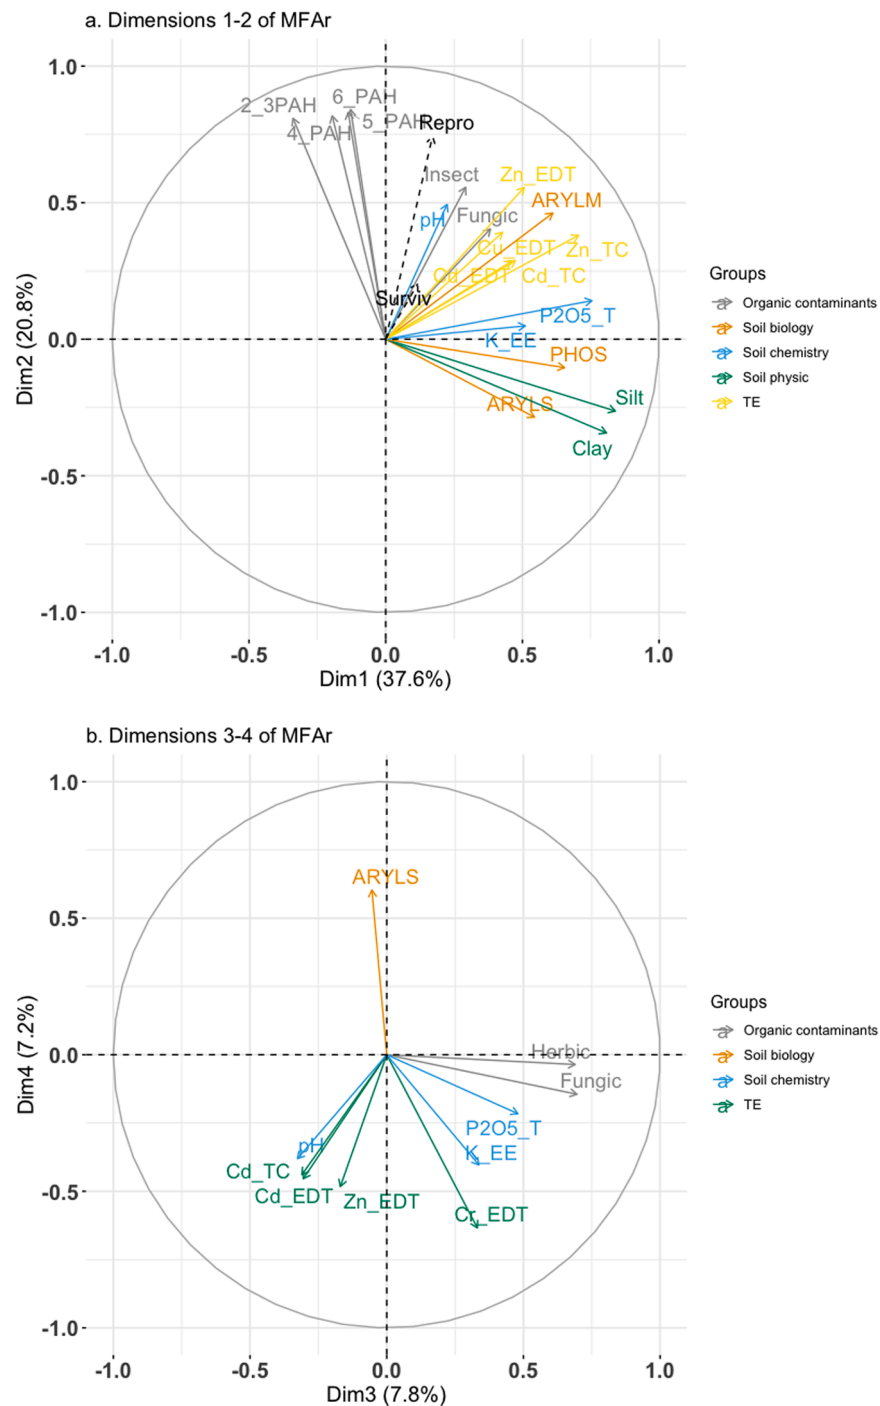 a. Dimensions 1-2 of MFAr
1.0
0.5
0.0
-0.5
-1.0
Dim2 (20.8%)
2_3PAH
6_PAH
4_PAH
5_PAH
Repro
Insect
Zn_EDT
ARYLM
pH
Fungic
Cu_EDT
Zn_TC
Cd_EDT
Cd_TC
Surviv
P2O5_T
K_EE
PHOS
ARYLS
Silt
Clay
-1.0
-0.5
0.0
0.5
1.0
Dim1 (37.6%)
Groups
a Organic contaminants
a Soil biology
a Soil chemistry
a Soil physic
a TE
b. Dimensions 3-4 of MFAr
1.0
0.5
0.0
-0.5
-1.0
Dim4 (7.2%)
ARYLS
Herbic
Fungic
P2O5_T
pH
K_EE
Cd_TC
Cd_EDT
Zn_EDT
Cr_EDT
-1.0
-0.5
0.0
0.5
1.0
Dim3 (7.8%)
Groups
a Organic contaminants
a Soil biology
a Soil chemistry
a TE